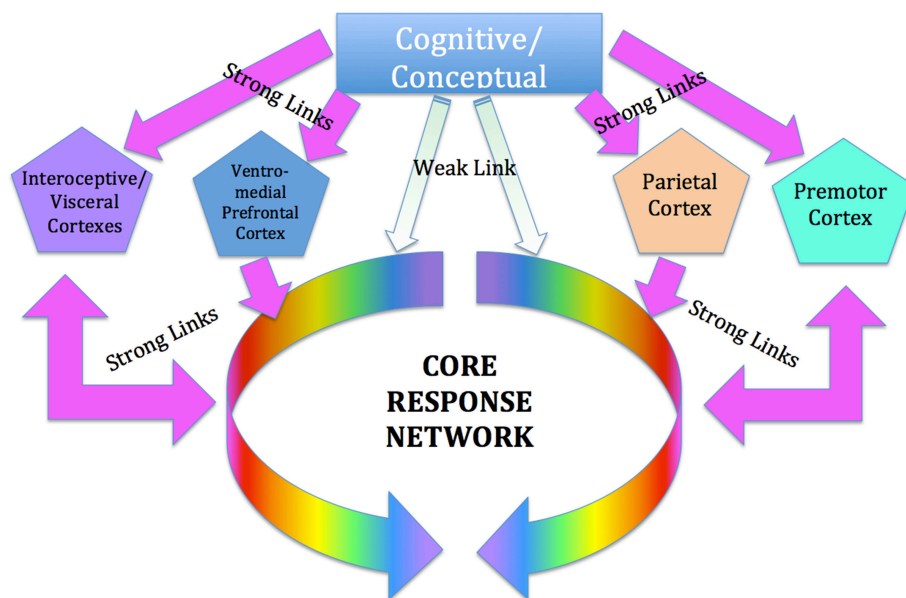 Cognitive/
Conceptual
Strong Links
Strong Links
Weak Link
Interoceptive/
Visceral
Cortexes
Ventro-
medial
Prefrontal
Cortex
Parietal
Cortex
Premotor
Cortex
Strong Links
Strong Links
CORE
RESPONSE
NETWORK